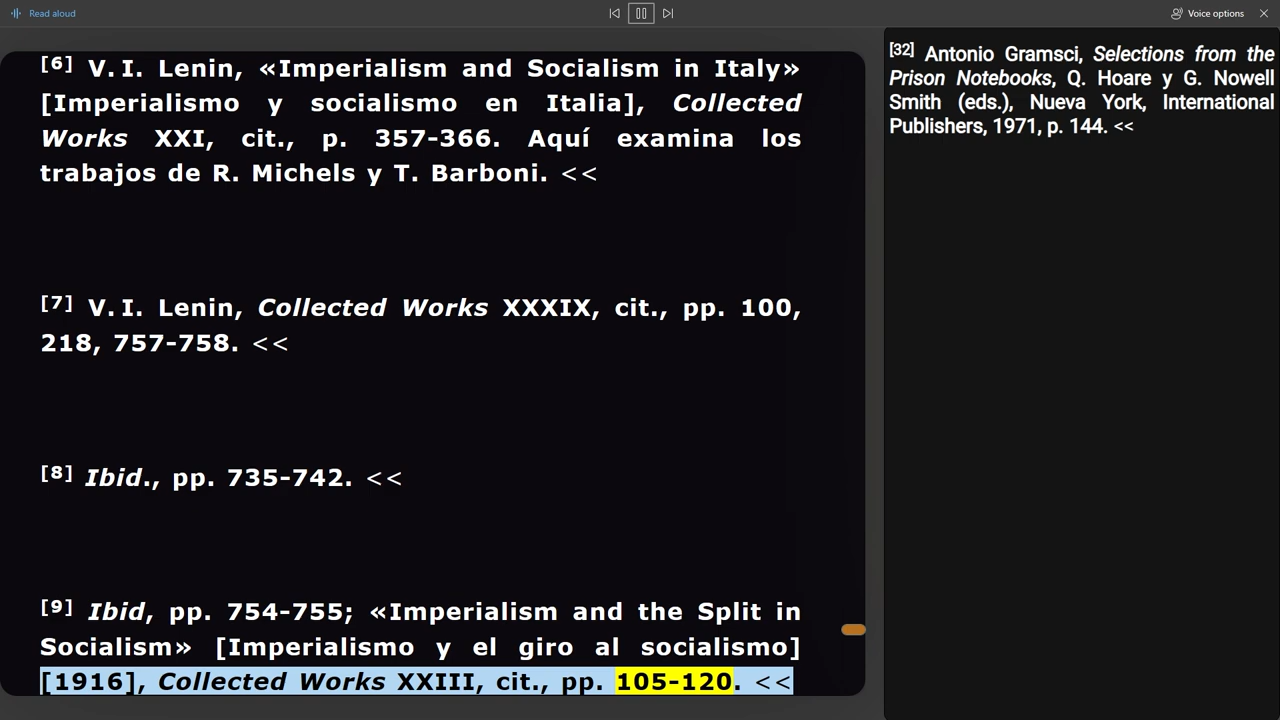 Read aloud
Voice options
[6] V. I. Lenin, «Imperialism and Socialism in Italy»
[Imperialismo y socialismo en Italia], Collected
Works XXI, cit., p. 357-366. Aquí examina los
trabajos de R. Michels y T. Barboni. <<
[7] V. I. Lenin, Collected Works XXXIX, cit., pp. 100,
218, 757-758. <<
[8] Ibid., pp. 735-742. <<
[9] Ibid, pp. 754-755; «Imperialism and the Split in
Socialism» [Imperialismo y el giro al socialismo]
[1916], Collected Works XXIII, cit., pp. 105-120. <<
[32] Antonio Gramsci, Selections from the
Prison Notebooks, Q. Hoare y G. Nowell
Smith (eds.), Nueva York, International
Publishers, 1971, p. 144. <<